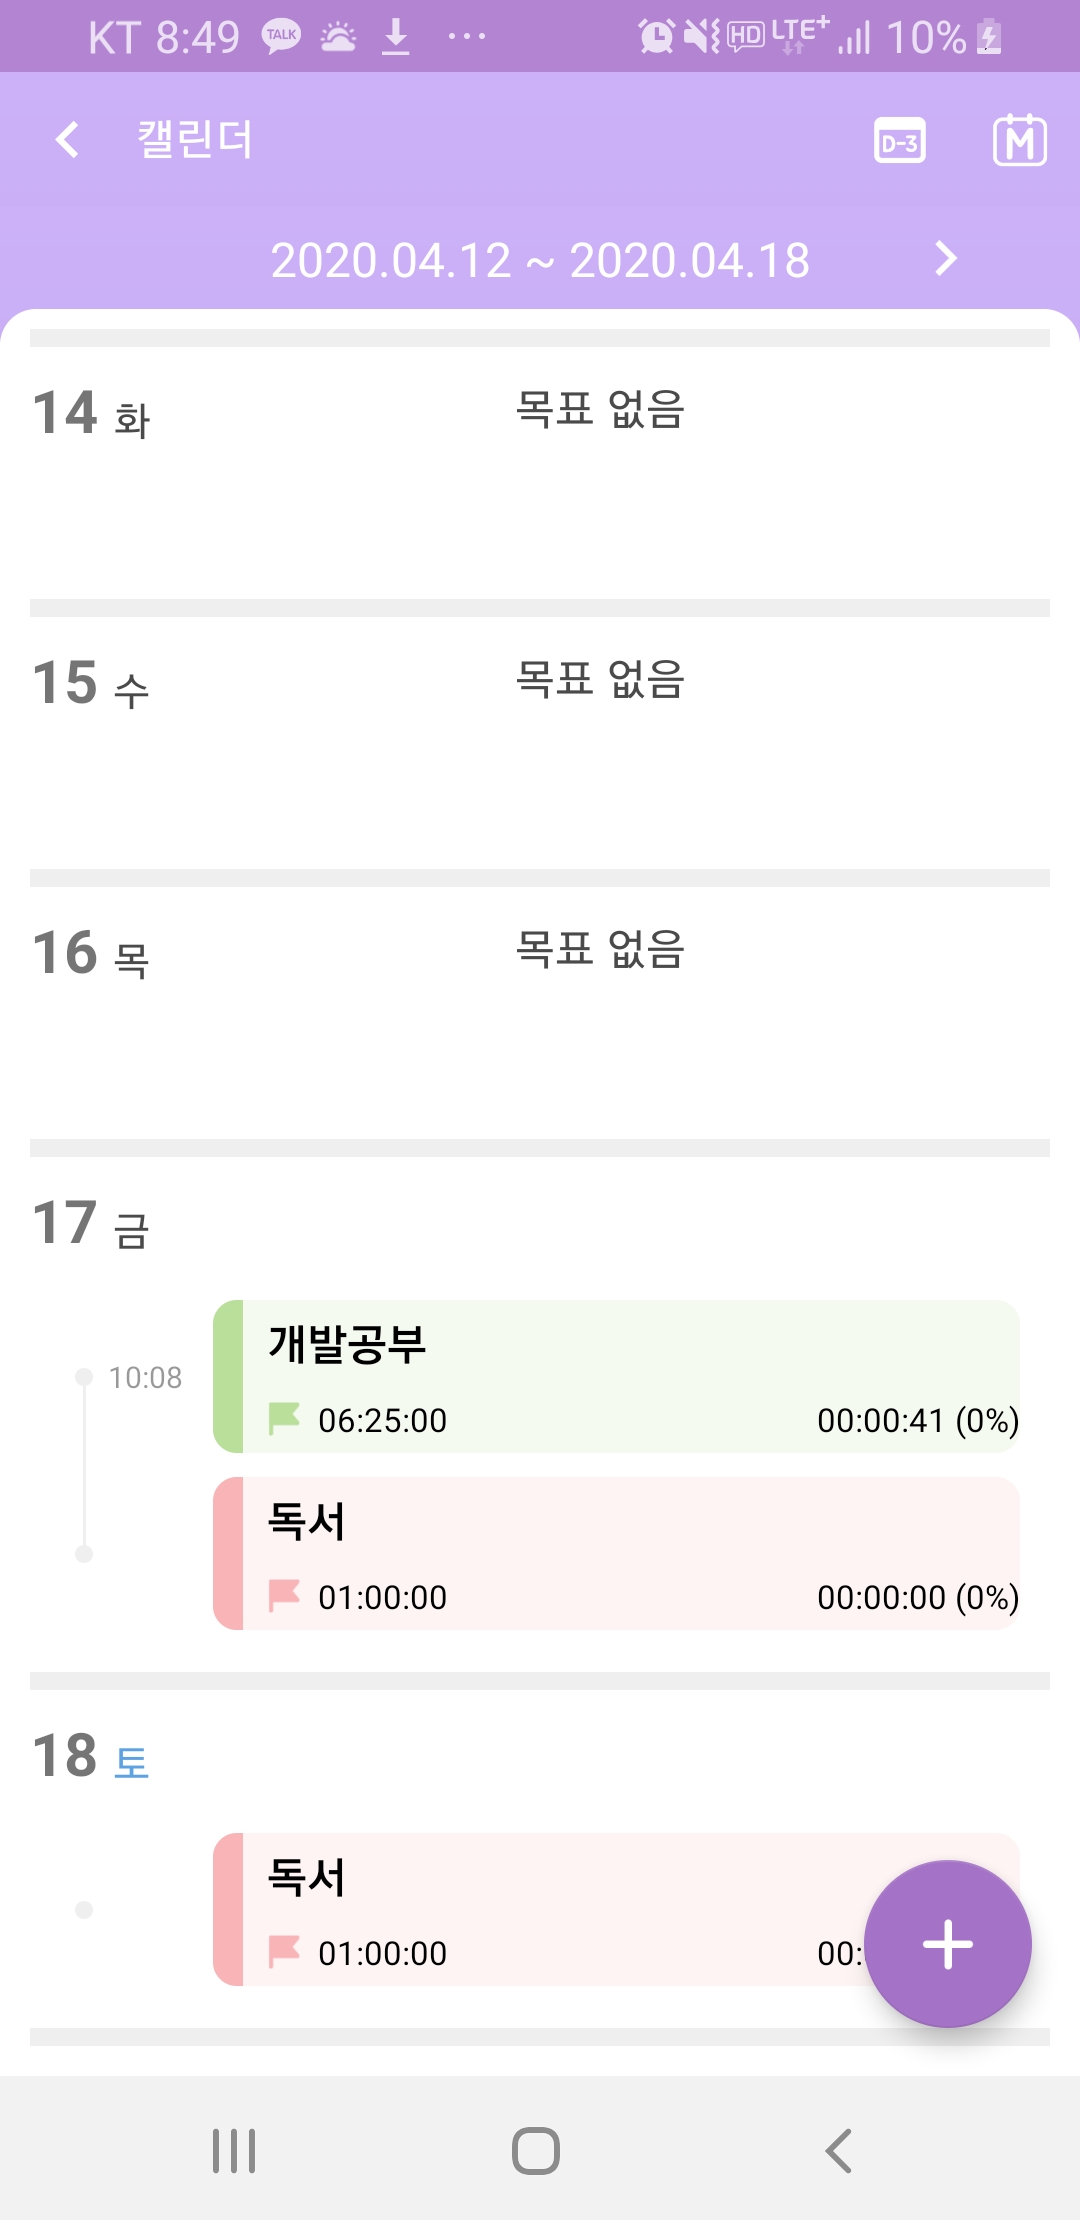 KT 8:49 TALK ... HD LTE+ 10%
캘린더 D-3 M
2020.04.12 ~ 2020.04.18
14 화 목표 없음
15 수 목표 없음
16 목 목표 없음
17 금
개발공부
10:08
06:25:00 00:00:41 (0%)
독서
01:00:00 00:00:00 (0%)
18 토
독서
01:00:00 00: